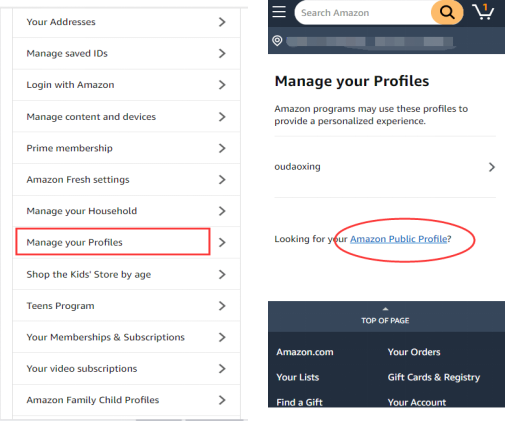 Your Addresses
Manage saved IDs
Login with Amazon
Manage content and devices
Prime membership
Amazon Fresh settings
Manage your Household
Manage your Profiles
Shop the Kids' Store by age
Teens Program
Your Memberships & Subscriptions
Your video subscriptions
Amazon Family Child Profiles
Search Amazon
1
Manage your Profiles
Amazon programs may use these profiles to
provide a personalized experience.
oudaoxing
Looking for your Amazon Public Profile?
TOP OF PAGE
Amazon.com Your Orders
Your Lists Gift Cards & Registry
Find a Gift Your Account